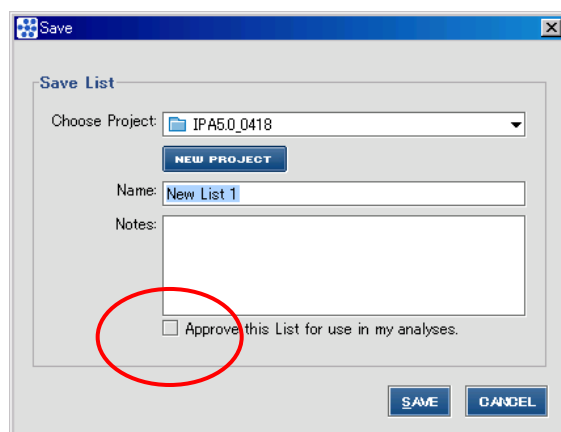 Save
Save List
Choose Project: IPA5.0_0418
NEW PROJECT
Name: New List 1
Notes:
Approve this List for use in my analyses.
SAVE CANCEL